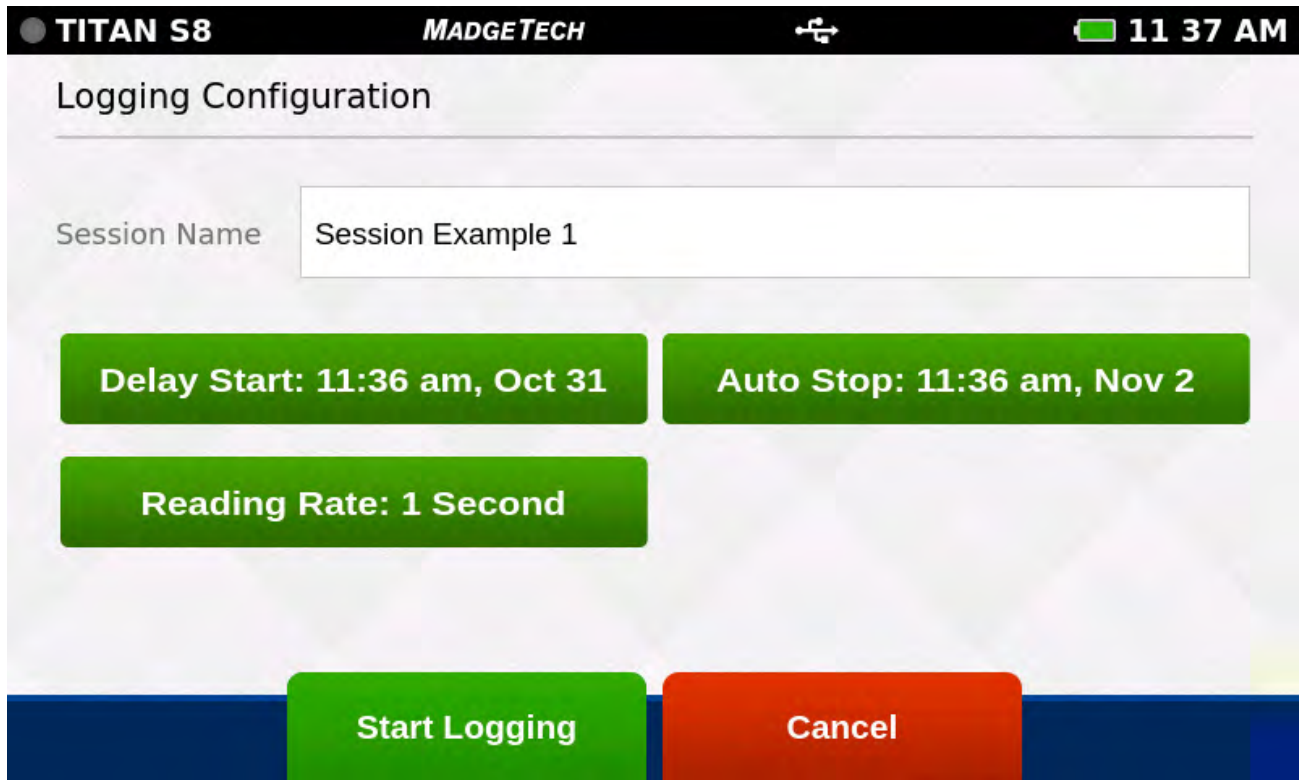 TITAN S8 MADGETECH 11 37 AM
Logging Configuration
Session Name Session Example 1
Delay Start: 11:36 am, Oct 31 Auto Stop: 11:36 am, Nov 2
Reading Rate: 1 Second
Start Logging Cancel